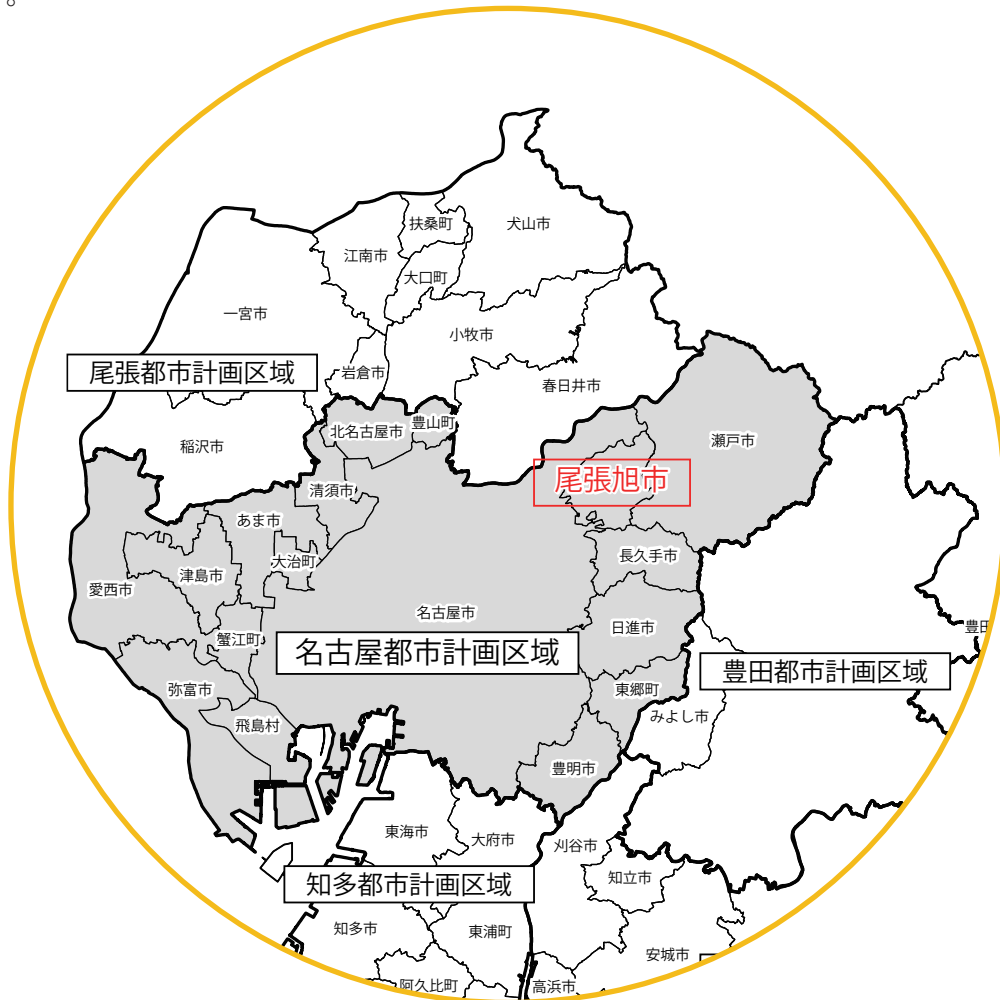 。
扶桑町
犬山市
江南市
大口町
一宮市
小牧市
尾張都市計画区域
岩倉市
春日井市
北名古屋市
豊山町
稲沢市
瀬戸市
尾張旭市
清須市
あま市
大治町
長久手市
津島市
愛西市
名古屋市
日進市
蟹江町
名古屋都市計画区域
豊田
豊田都市計画区域
弥富市
東郷町
飛島村
みよし市
豊明市
東海市
大府市
刈谷市
知立市
知多都市計画区域
知多市
東浦町
安城市
阿久比町
高浜市